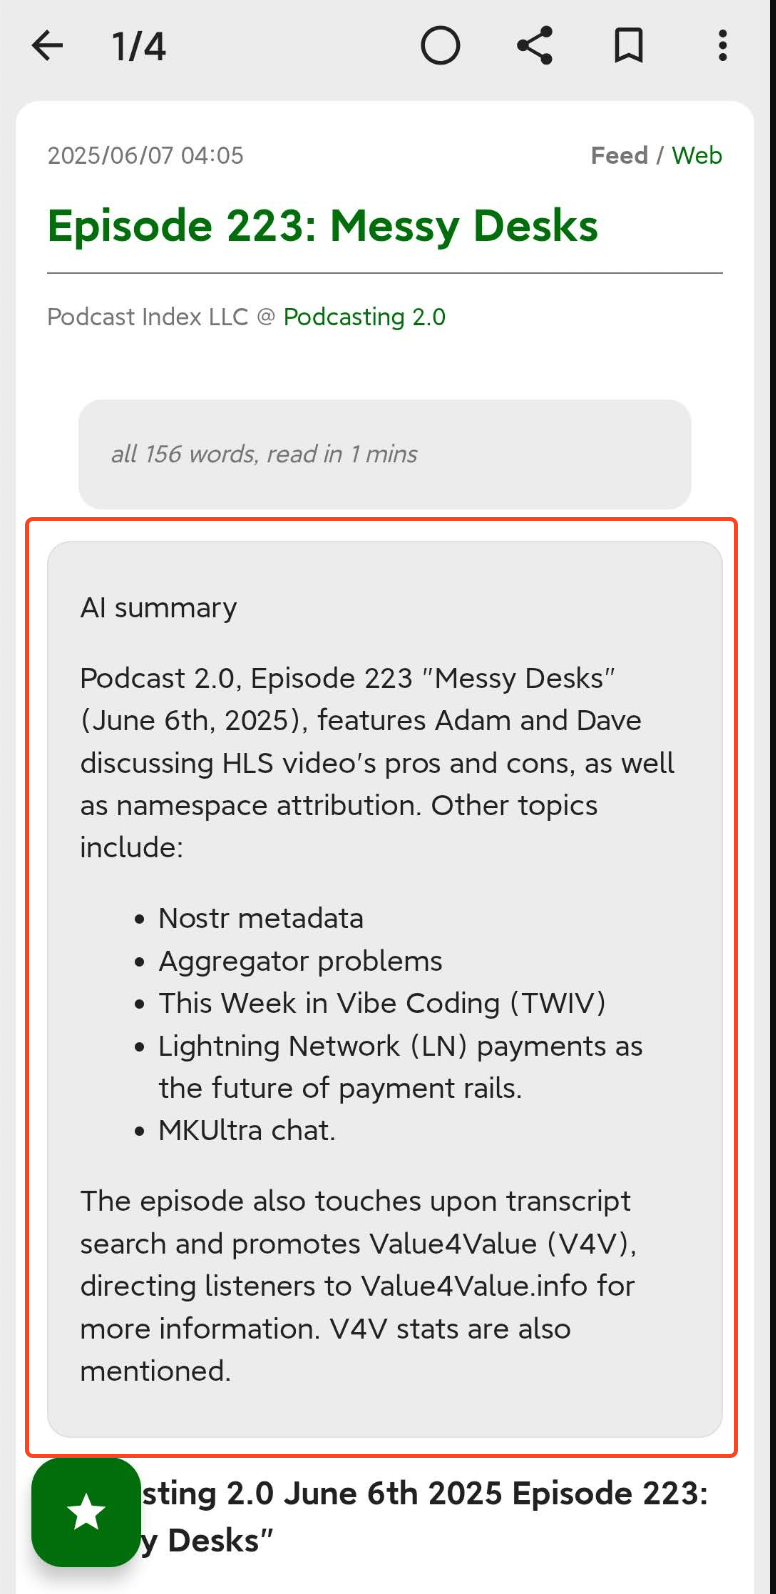 1/4
2025/06/07 04:05 Feed / Web
Episode 223: Messy Desks
Podcast Index LLC @ Podcasting 2.0
all 156 words, read in 1 mins
AI summary
Podcast 2.0, Episode 223 "Messy Desks"
(June 6th, 2025), features Adam and Dave
discussing HLS video's pros and cons, as well
as namespace attribution. Other topics
include:
• Nostr metadata
• Aggregator problems
• This Week in Vibe Coding (TWIV)
• Lightning Network (LN) payments as
the future of payment rails.
• MKUltra chat.
The episode also touches upon transcript
search and promotes Value4Value (V4V),
directing listeners to Value4Value.info for
more information. V4V stats are also
mentioned.
sting 2.0 June 6th 2025 Episode 223:
y Desks"